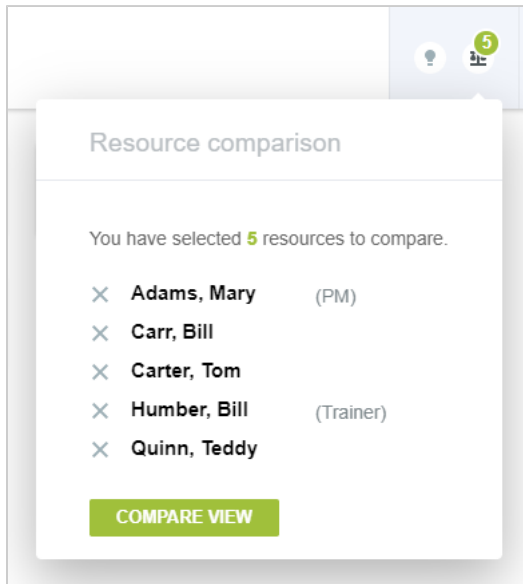 5
Resource comparison
You have selected 5 resources to compare.
Adams, Mary (PM)
Carr, Bill
Carter, Tom
Humber, Bill (Trainer)
Quinn, Teddy
COMPARE VIEW